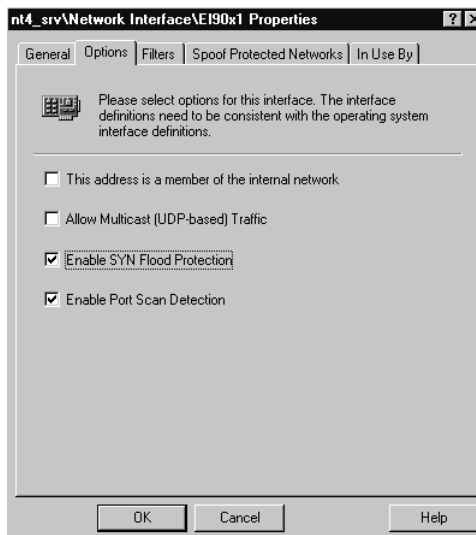 nt4_srv\Network Interface\El90x1 Properties
General
Options
Filters
Spoof Protected Networks
In Use By
Please select options for this interface. The interface
definitions need to be consistent with the operating system
interface definitions.
This address is a member of the internal network
Allow Multicast (UDP-based) Traffic
Enable SYN Flood Protection
Enable Port Scan Detection
OK
Cancel
Help